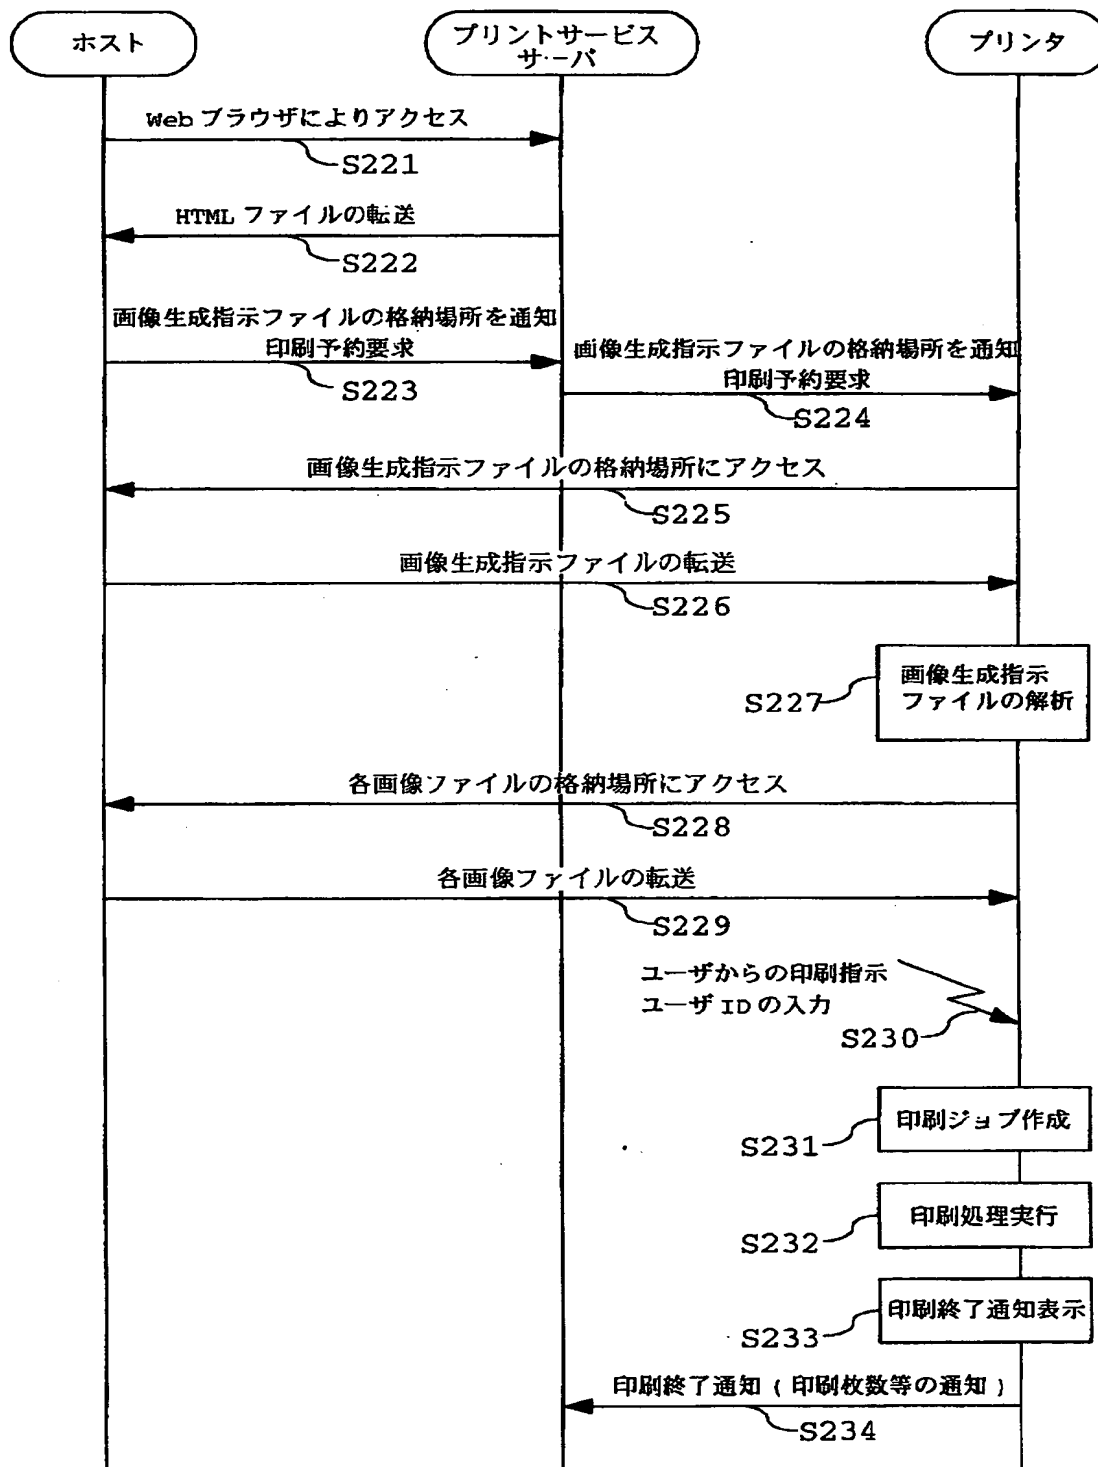 ホスト
プリントサービス
サーバ
プリンタ
Web ブラウザによりアクセス
S221
HTML ファイルの転送
S222
画像生成指示ファイルの格納場所を通知
印刷予約要求
S223
画像生成指示ファイルの格納場所を通知
印刷予約要求
S224
画像生成指示ファイルの格納場所にアクセス
S225
画像生成指示ファイルの転送
S226
画像生成指示
ファイルの解析
S227
各画像ファイルの格納場所にアクセス
S228
各画像ファイルの転送
S229
ユーザからの印刷指示
ユーザ ID の入力
S230
印刷ジョブ作成
S231
印刷処理実行
S232
印刷終了通知表示
S233
印刷終了通知 ( 印刷枚数等の通知 )
S234